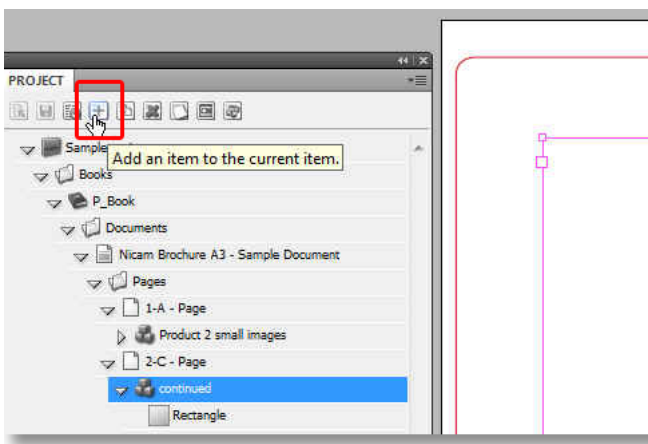 PROJECT
Sample
Add an item to the current item.
Books
P_Book
Documents
Nicam Brochure A3 - Sample Document
Pages
1-A - Page
Product 2 small images
2-C - Page
continued
Rectangle